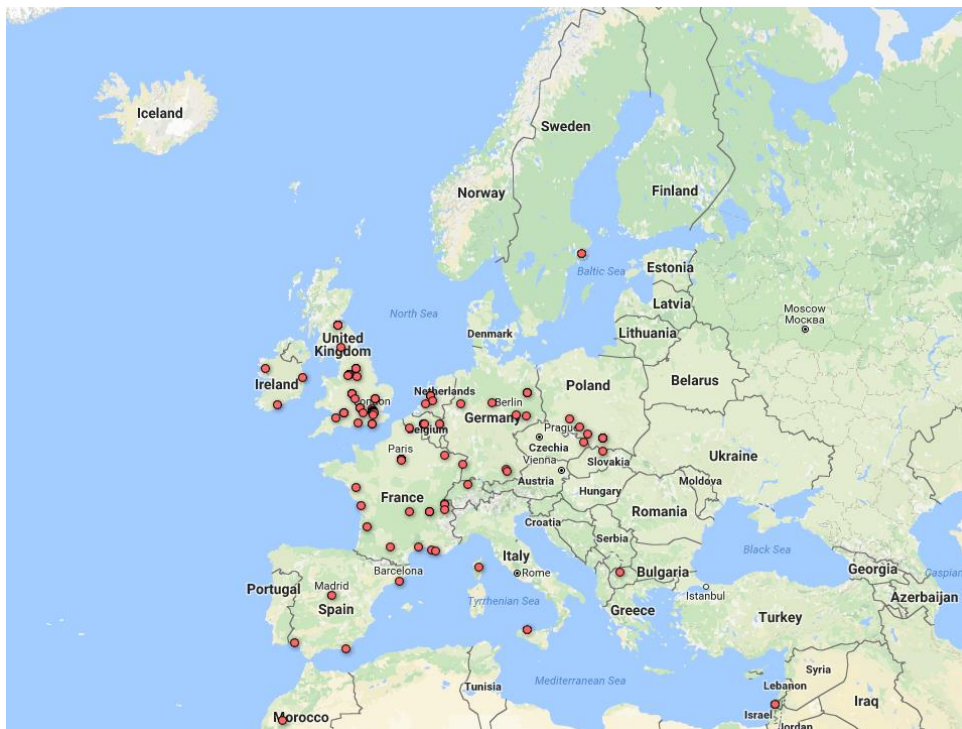 Iceland
Sweden
Finland
Norway
Baltic Sea
Estonia
Latvia
Moscow
Москва
North Sea
Denmark
Lithuania
United
Kingdom
Ireland
Belarus
Netherlands
Berlin
Poland
Germany
Belgium
Prague
Czechia
Ukraine
Paris
Vienna
Slovakia
Austria
Hungary
Moldova
France
Romania
Croatia
Serbia
Black Sea
Italy
Rome
Bulgaria
Georgia
Caspian
Barcelona
Portugal
Madrid
Spain
Istanbul
Azerbaijan
Tyrrhenian Sea
Greece
Turkey
Syria
Tunisia
Mediterranean Sea
Lebanon
Iraq
Israel
Morocco
Jordan